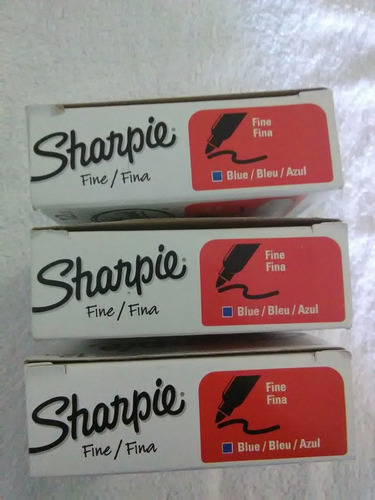 Sharpie®
Fine / Fina
Fine
Fina
Blue / Bleu / Azul
Sharpie®
Fine / Fina
Fine
Fina
Blue / Bleu / Azul
Sharpie®
Fine / Fina
Fine
Fina
Blue / Bleu / Azul